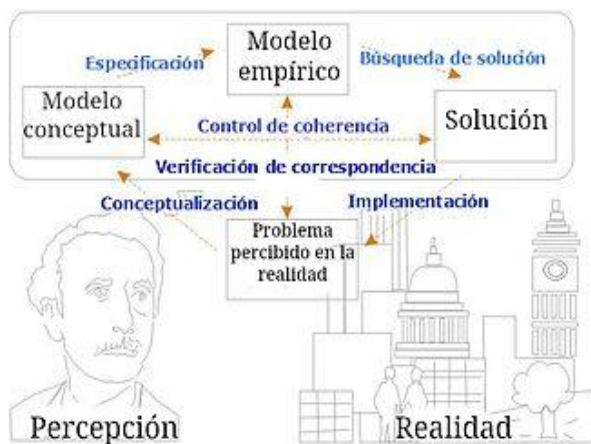 Modelo
empírico
Especificación
Búsqueda de solución
Modelo
conceptual
Control de coherencia
Solución
Verificación de correspondencia
Conceptualización
Implementación
Problema
percibido en la
realidad
Percepción
Realidad